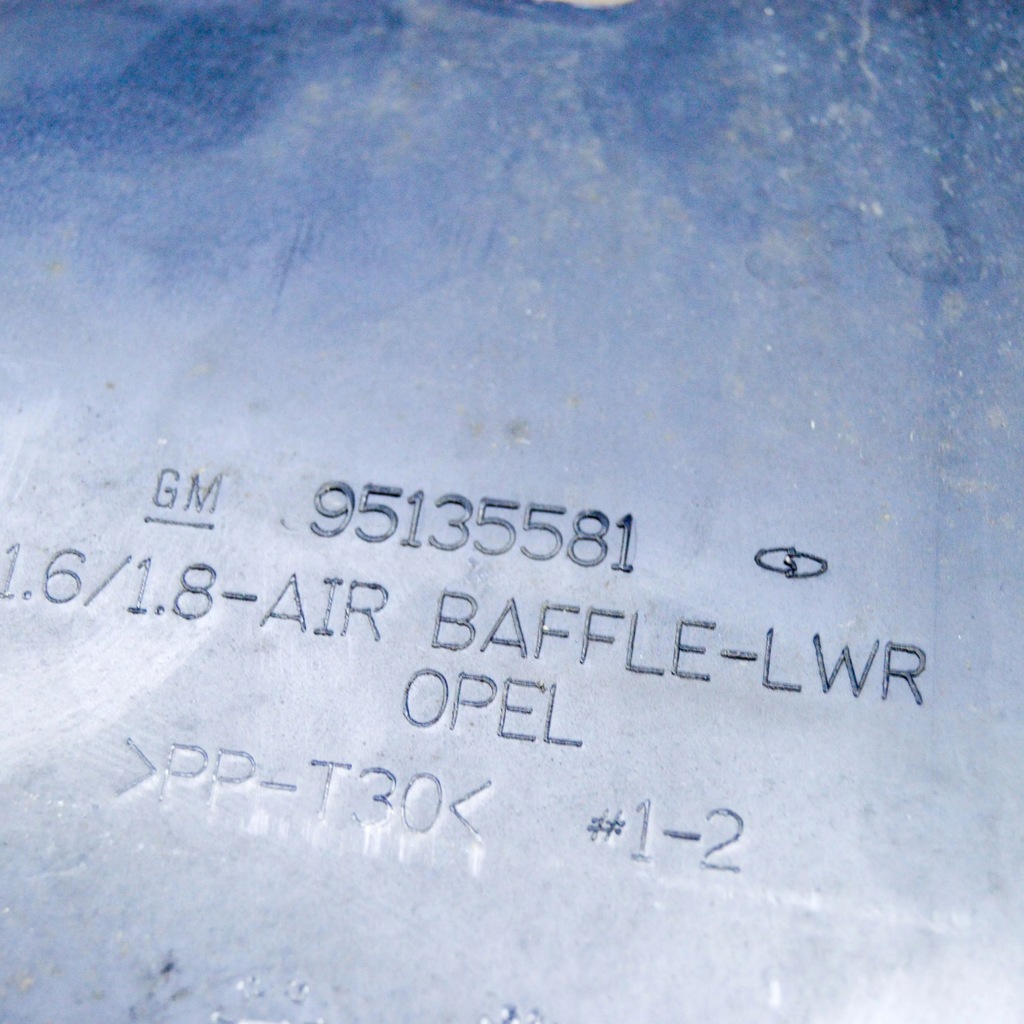 GM 95135581
1.6/1.8-AIR BAFFLE-LWR
OPEL
>PP-T30<  #1-2